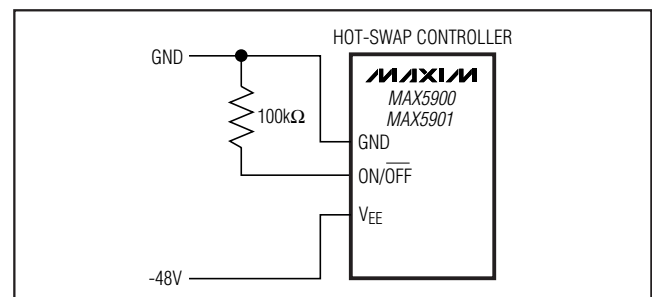 HOT-SWAP CONTROLLER
GND
MAXIM
MAX5900
MAX5901
100kΩ
GND
ON/OFF̅
VEE
-48V